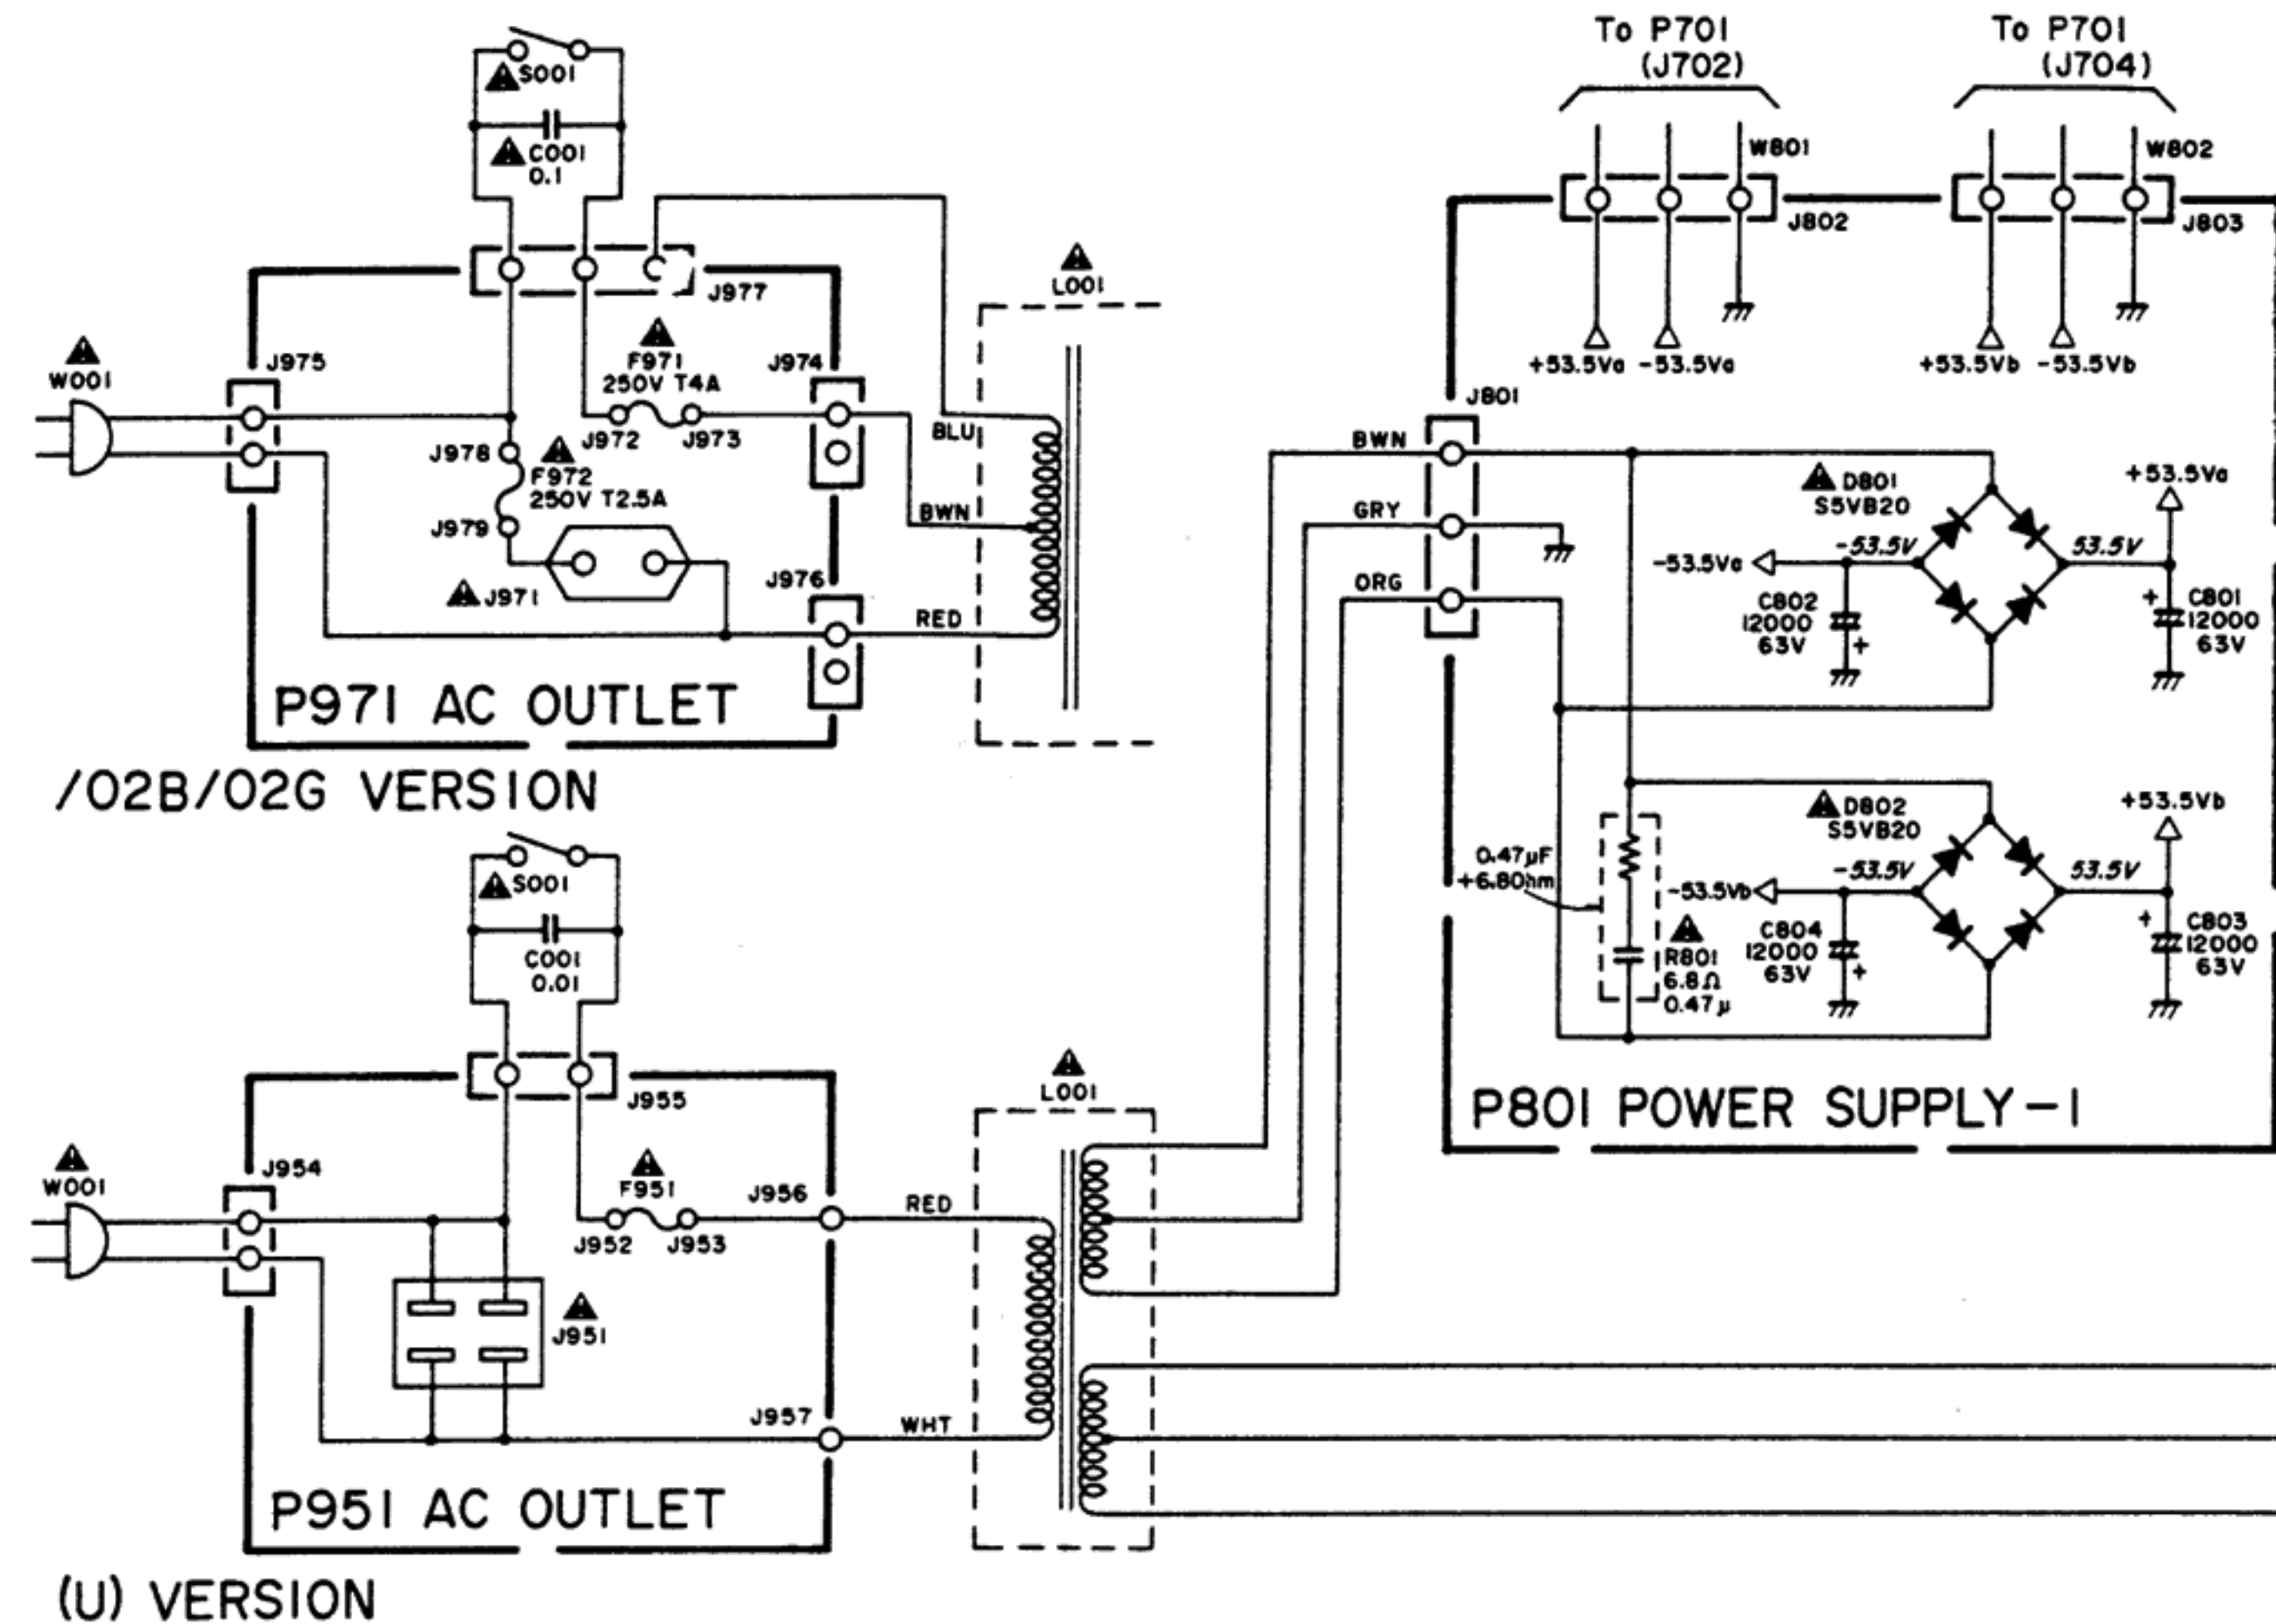 S001
C001
0.1
J977
L001
W001
J975
F971
250V T4A
J974
J972
J973
BLU
J978
F972
250V T2.5A
J979
BWN
J971
J976
RED
P971 AC OUTLET
/02B/02G VERSION
S001
C001
0.01
J955
L001
W001
J954
F951
J956
RED
J952
J953
J951
J957
WHT
P951 AC OUTLET
(U) VERSION
To P701
(J702)
To P701
(J704)
W801
W802
J802
J803
+53.5Va
-53.5Va
+53.5Vb
-53.5Vb
J801
BWN
GRY
ORG
D801
S5VB20
+53.5Va
-53.5Va
-53.5V
53.5V
C802
12000
63V
+
+
C801
12000
63V
D802
S5VB20
+53.5Vb
0.47µF
+6.8Ohm
-53.5Vb
-53.5V
53.5V
R801
6.8Ω
0.47µ
C804
12000
63V
+
+
C803
12000
63V
P801 POWER SUPPLY-1